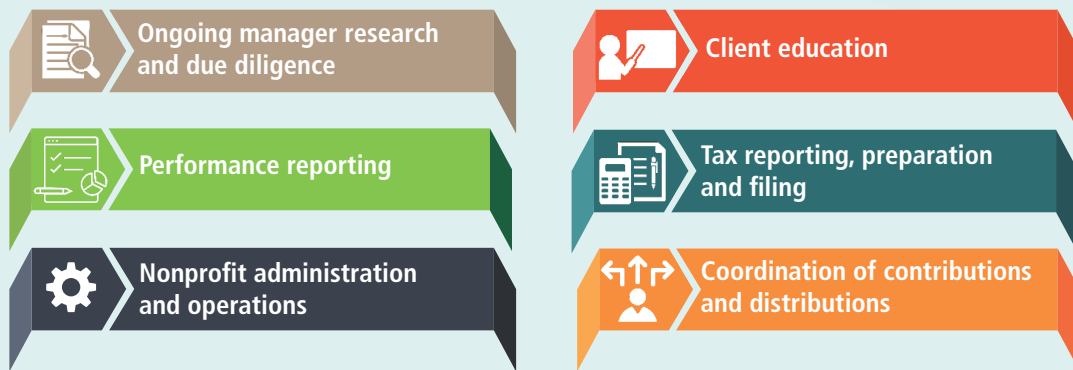 Ongoing manager research
and due diligence
Performance reporting
Nonprofit administration
and operations
Client education
Tax reporting, preparation
and filing
Coordination of contributions
and distributions